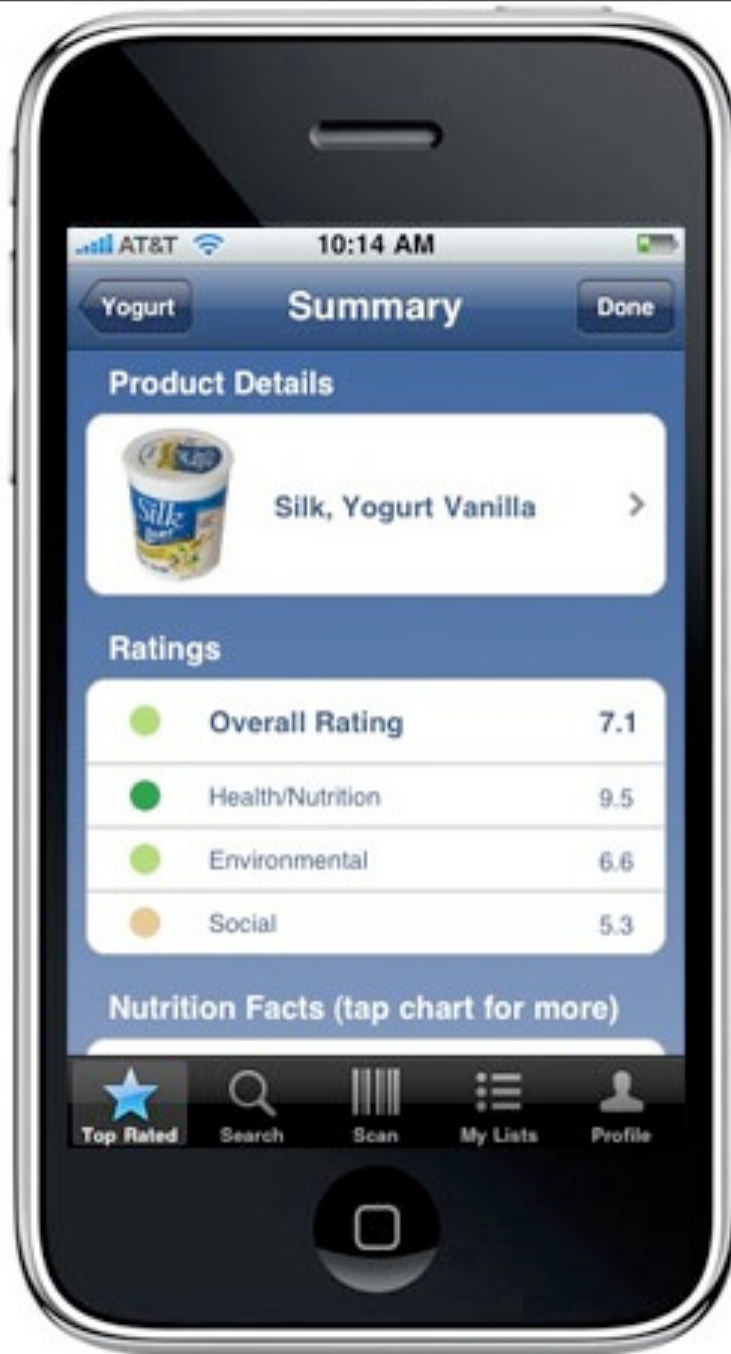 AT&T 10:14 AM
Yogurt Summary Done
Product Details
Silk
Silk, Yogurt Vanilla
Ratings
Overall Rating 7.1
Health/Nutrition 9.5
Environmental 6.6
Social 5.3
Nutrition Facts (tap chart for more)
Top Rated Search Scan My Lists Profile